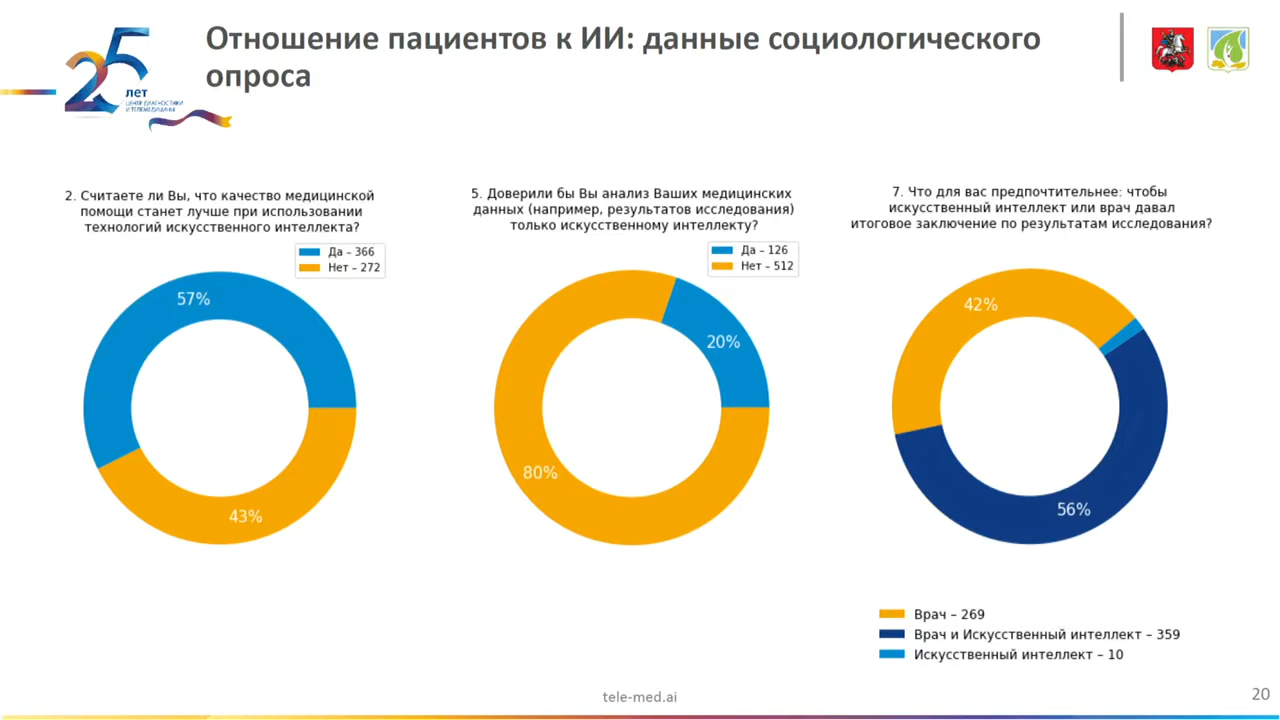 Отношение пациентов к ИИ: данные социологического
опроса
25
лет
ЦЕНТР ДИАГНОСТИКИ
И ТЕЛЕМЕДИЦИНЫ
2. Считаете ли Вы, что качество медицинской
помощи станет лучше при использовании
технологий искусственного интеллекта?
Да – 366
Нет – 272
57%
43%
5. Доверили бы Вы анализ Ваших медицинских
данных (например, результатов исследования)
только искусственному интеллекту?
Да – 126
Нет – 512
20%
80%
7. Что для вас предпочтительнее: чтобы
искусственный интеллект или врач давал
итоговое заключение по результатам исследования?
42%
56%
Врач – 269
Врач и Искусственный интеллект – 359
Искусственный интеллект – 10
tele-med.ai
20